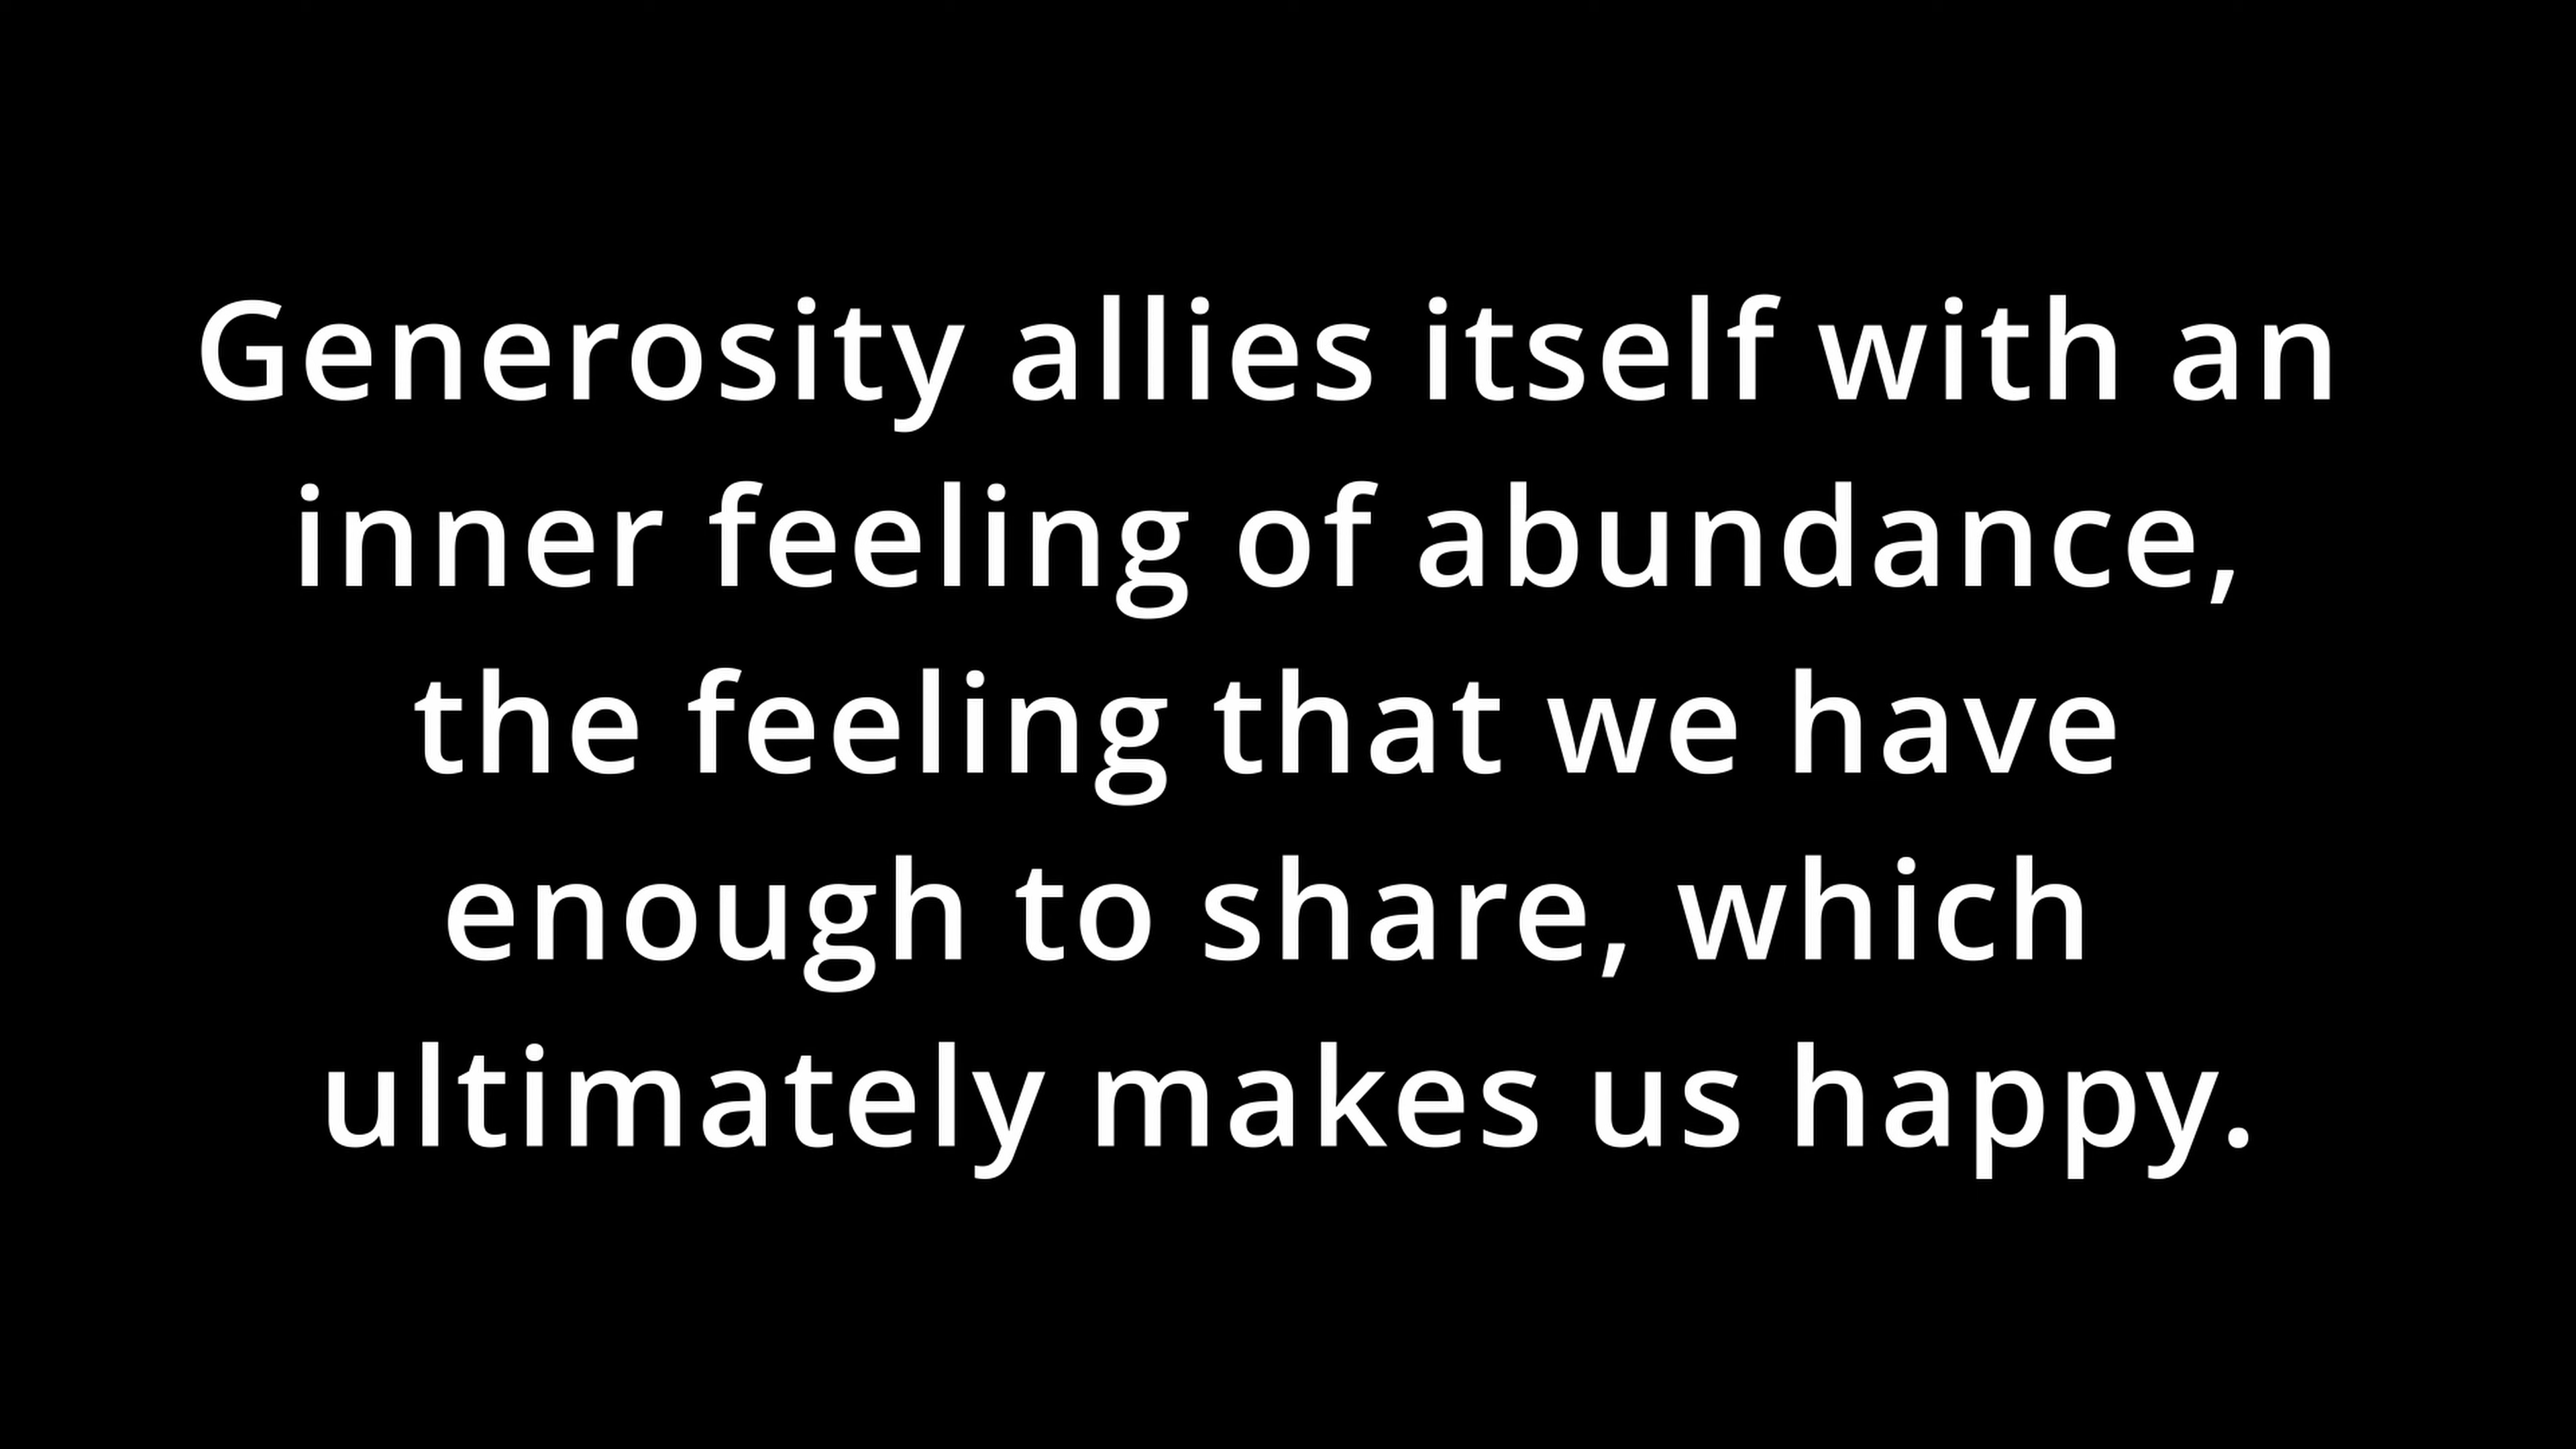 Generosity allies itself with an
inner feeling of abundance,
the feeling that we have
enough to share, which
ultimately makes us happy.